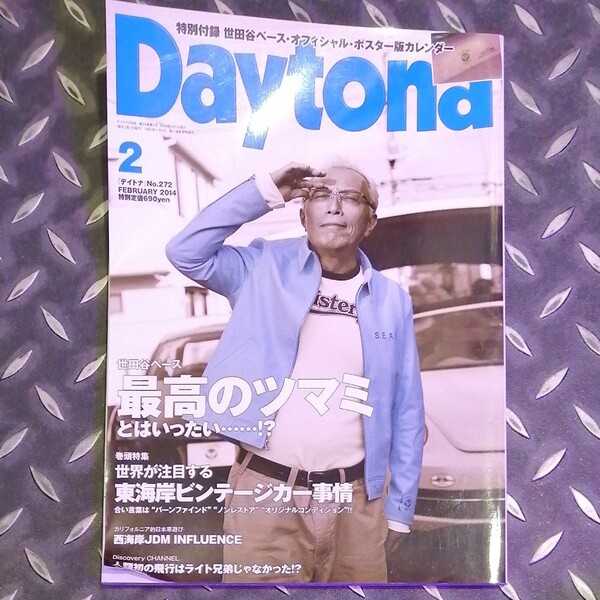 特別付録 世田谷ベース・オフィシャル・ポスター版カレンダー
Daytona
2
「デイトナ」No.272
FEBRUARY 2014
特別定価690yen
S.E.A
世田谷ベース
最高のツマミ
とはいったい……!?
巻頭特集
世界が注目する
東海岸ビンテージカー事情
合い言葉は“バーンファインド”“ノンレストア”“オリジナルコンディション”!!
カリフォルニア的日本車遊び
西海岸JDM INFLUENCE
Discovery CHANNEL
初の飛行はライト兄弟じゃなかった!?